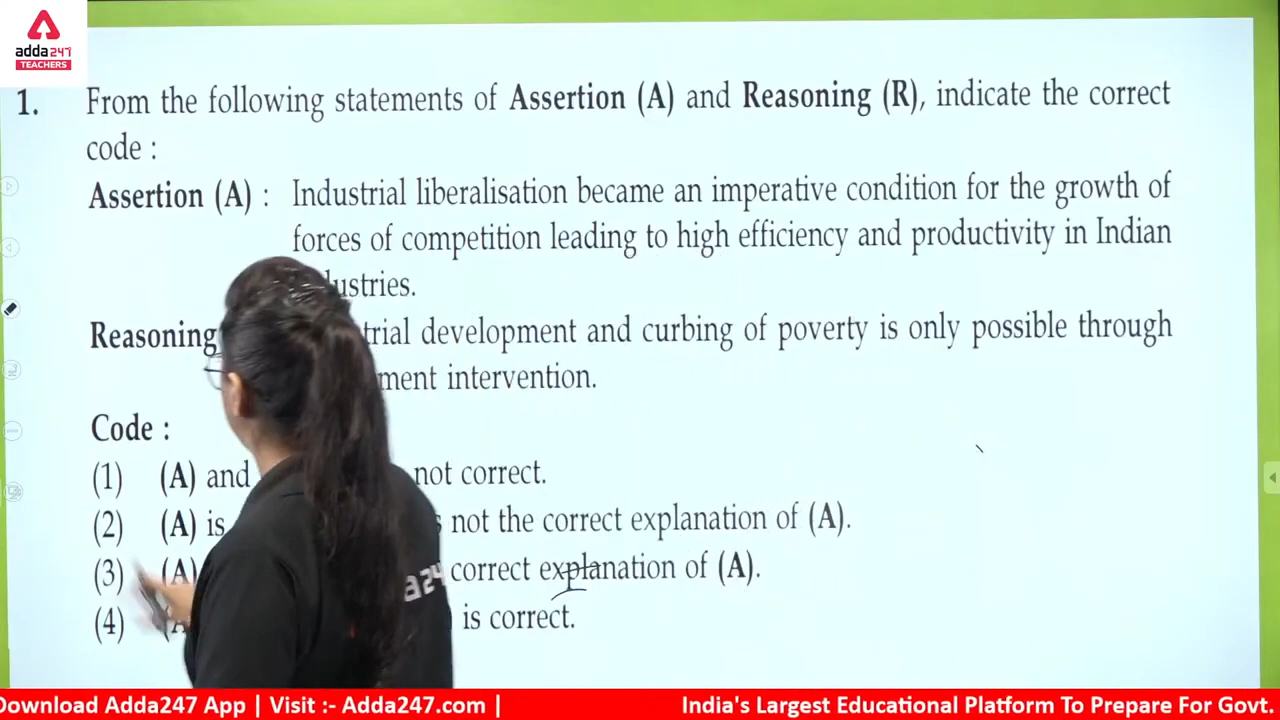 adda247
TEACHERS
1. From the following statements of Assertion (A) and Reasoning (R), indicate the correct
code :
Assertion (A) : Industrial liberalisation became an imperative condition for the growth of
forces of competition leading to high efficiency and productivity in Indian
ustries.
Reasoning trial development and curbing of poverty is only possible through
ment intervention.
Code :
(1) (A) and not correct.
(2) (A) is not the correct explanation of (A).
(3) (A) correct explanation of (A).
(4) is correct.
a24
Download Adda247 App | Visit :- Adda247.com | India's Largest Educational Platform To Prepare For Govt.